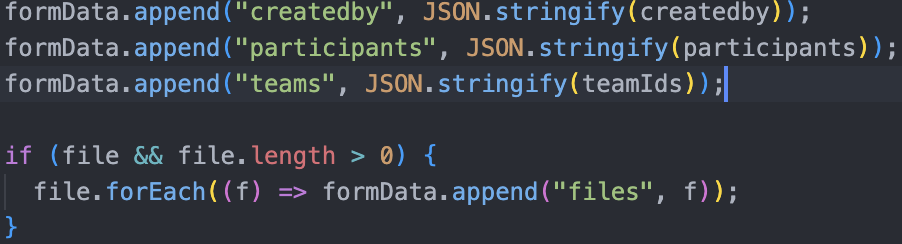 formData.append("createdby", JSON.stringify(createdby));
formData.append("participants", JSON.stringify(participants));
formData.append("teams", JSON.stringify(teamIds));
if (file && file.length > 0) {
file.forEach((f) => formData.append("files", f));
}